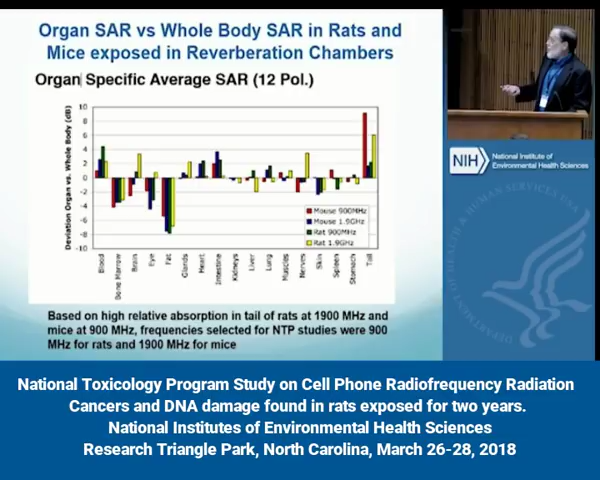 Organ SAR vs Whole Body SAR in Rats and
Mice exposed in Reverberation Chambers
Organ Specific Average SAR (12 Pol.)
Deviation Organ vs. Whole Body (dB)
10
8
6
4
2
0
-2
-4
-6
-8
-10
Mouse 900MHz
Mouse 1.9GHz
Rat 900MHz
Rat 1.9GHz
Blood
Bone Marrow
Brain
Eye
Fat
Glands
Heart
Intestine
Kidneys
Liver
Lung
Muscles
Nerves
Skin
Spleen
Stomach
Tail
Based on high relative absorption in tail of rats at 1900 MHz and
mice at 900 MHz, frequencies selected for NTP studies were 900
MHz for rats and 1900 MHz for mice
NIH
National Institute of
Environmental Health Sciences
National Toxicology Program Study on Cell Phone Radiofrequency Radiation
Cancers and DNA damage found in rats exposed for two years.
National Institutes of Environmental Health Sciences
Research Triangle Park, North Carolina, March 26-28, 2018